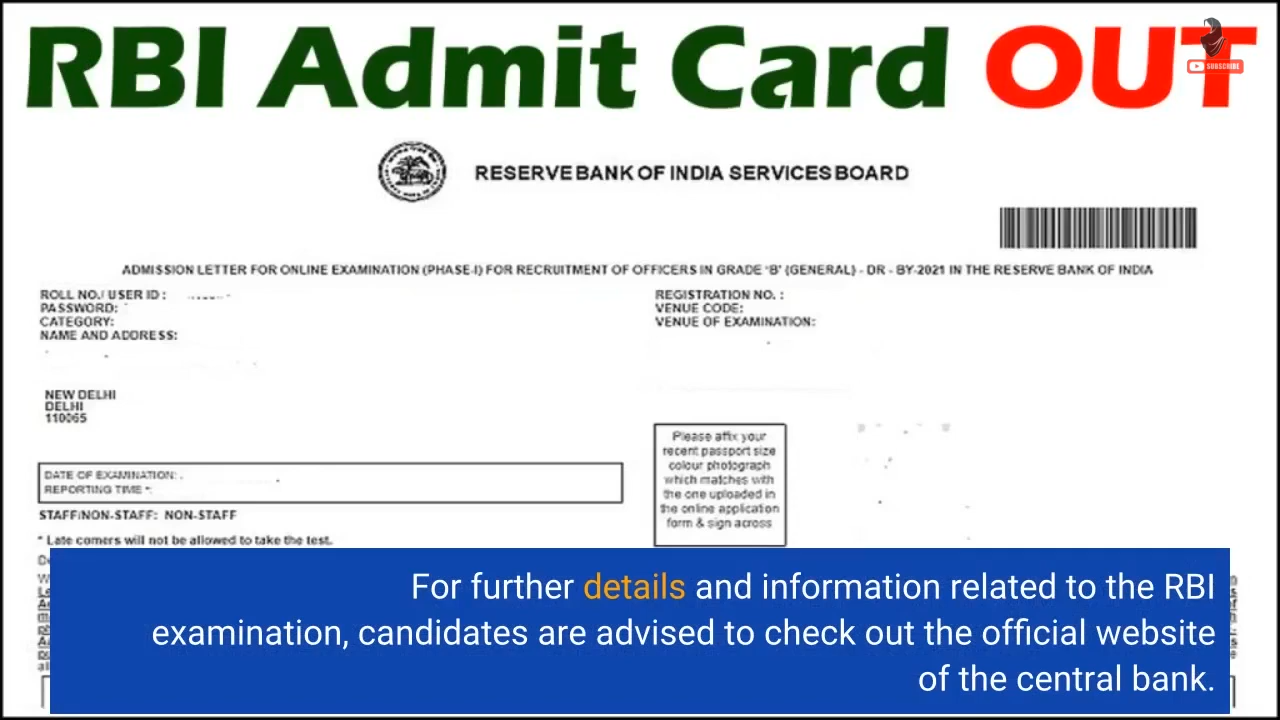 RBI Admit Card OUT
SUBSCRIBE
RESERVE BANK OF INDIA SERVICES BOARD
ADMISSION LETTER FOR ONLINE EXAMINATION (PHASE-I) FOR RECRUITMENT OF OFFICERS IN GRADE 'B' (GENERAL) - DR - BY-2021 IN THE RESERVE BANK OF INDIA
ROLL NO./ USER ID :
PASSWORD:
CATEGORY:
NAME AND ADDRESS:
REGISTRATION NO. :
VENUE CODE:
VENUE OF EXAMINATION:
NEW DELHI
DELHI
110065
DATE OF EXAMINATION:
REPORTING TIME *:
STAFF/NON-STAFF: NON-STAFF
* Late comers will not be allowed to take the test.
Please affix your
recent passport size
colour photograph
which matches with
the one uploaded in
the online application
form & sign across
For further details and information related to the RBI
examination, candidates are advised to check out the official website
of the central bank.